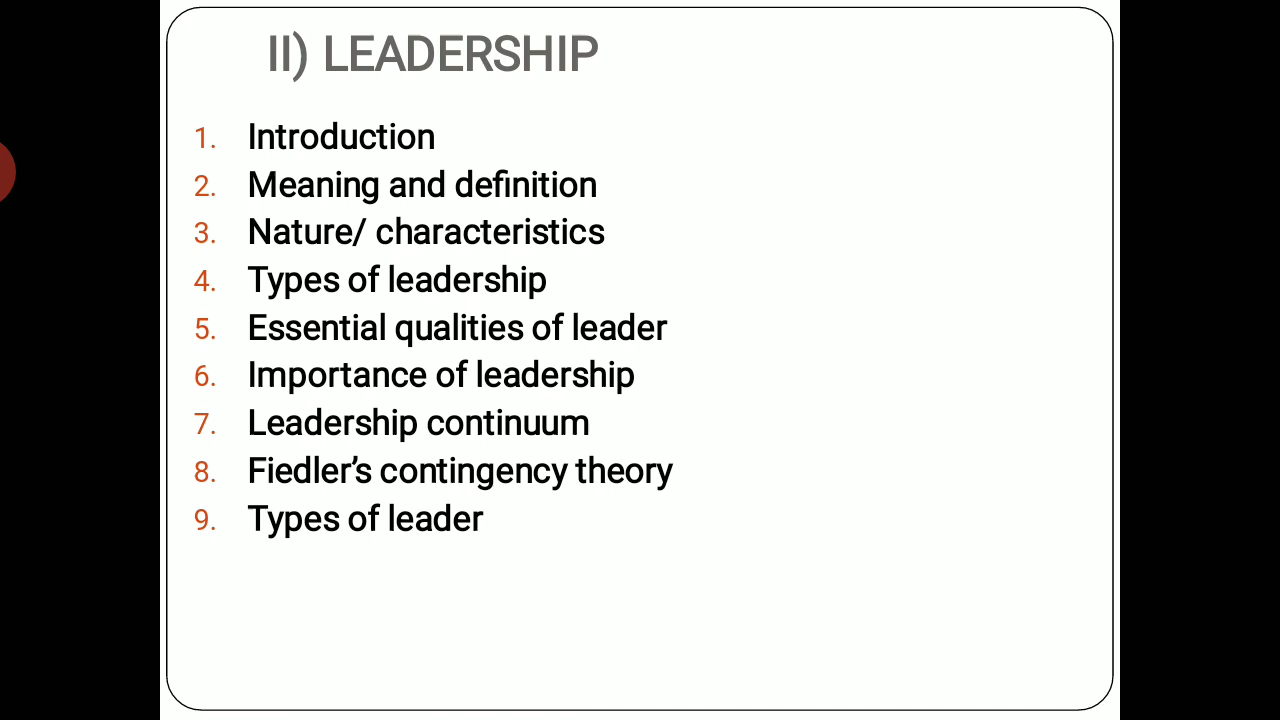 II) LEADERSHIP
1. Introduction
2. Meaning and definition
3. Nature/ characteristics
4. Types of leadership
5. Essential qualities of leader
6. Importance of leadership
7. Leadership continuum
8. Fiedler’s contingency theory
9. Types of leader